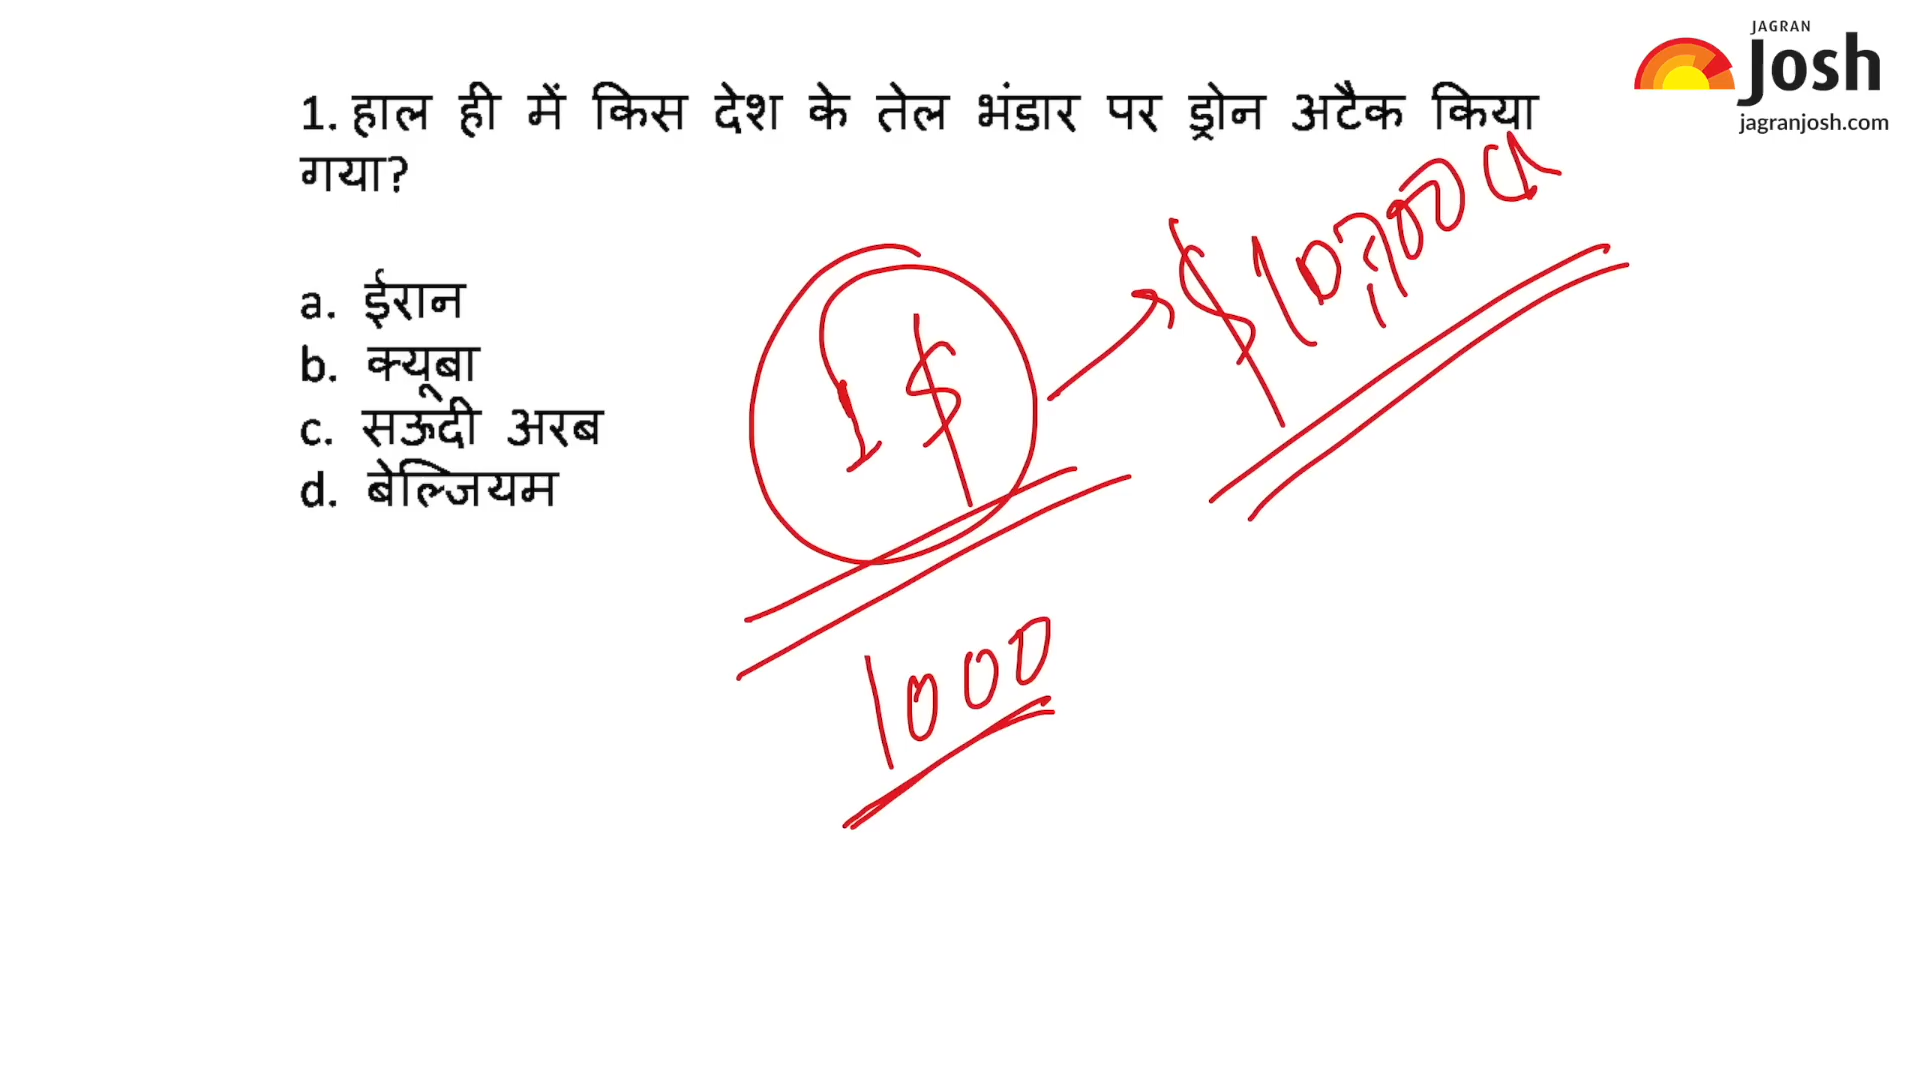 JAGRAN
Josh
jagranjosh.com
1. हाल ही में किस देश के तेल भंडार पर ड्रोन अटैक किया
गया?
a. ईरान
b. क्यूबा
c. सऊदी अरब
d. बेल्जियम
1 $
1000